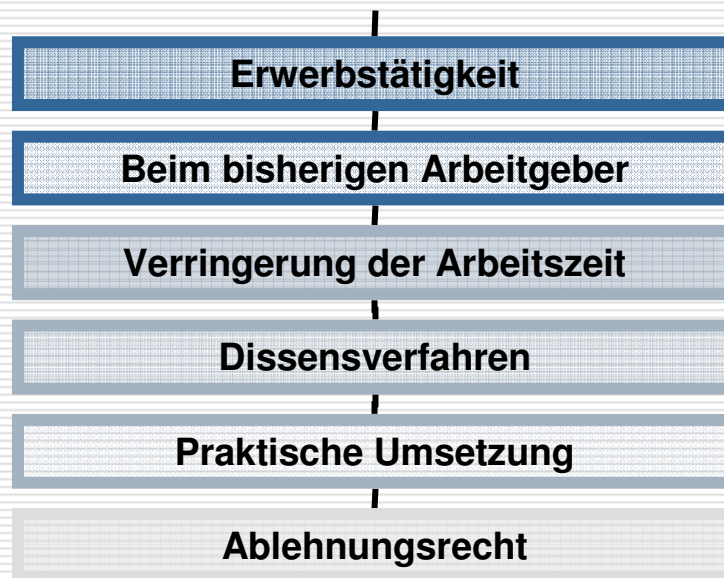 Erwerbstätigkeit
Beim bisherigen Arbeitgeber
Verringerung der Arbeitszeit
Dissensverfahren
Praktische Umsetzung
Ablehnungsrecht